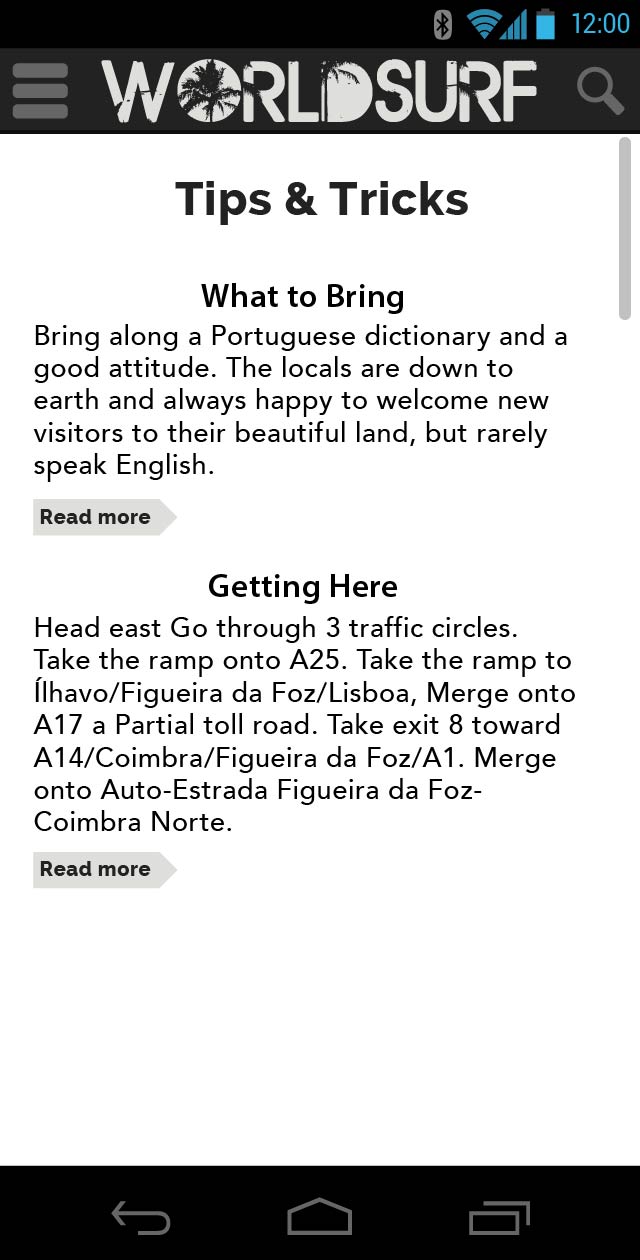 12:00
WORLDSURF
Tips & Tricks
What to Bring
Bring along a Portuguese dictionary and a
good attitude. The locals are down to
earth and always happy to welcome new
visitors to their beautiful land, but rarely
speak English.
Read more
Getting Here
Head east Go through 3 traffic circles.
Take the ramp onto A25. Take the ramp to
Ílhavo/Figueira da Foz/Lisboa, Merge onto
A17 a Partial toll road. Take exit 8 toward
A14/Coimbra/Figueira da Foz/A1. Merge
onto Auto-Estrada Figueira da Foz-
Coimbra Norte.
Read more